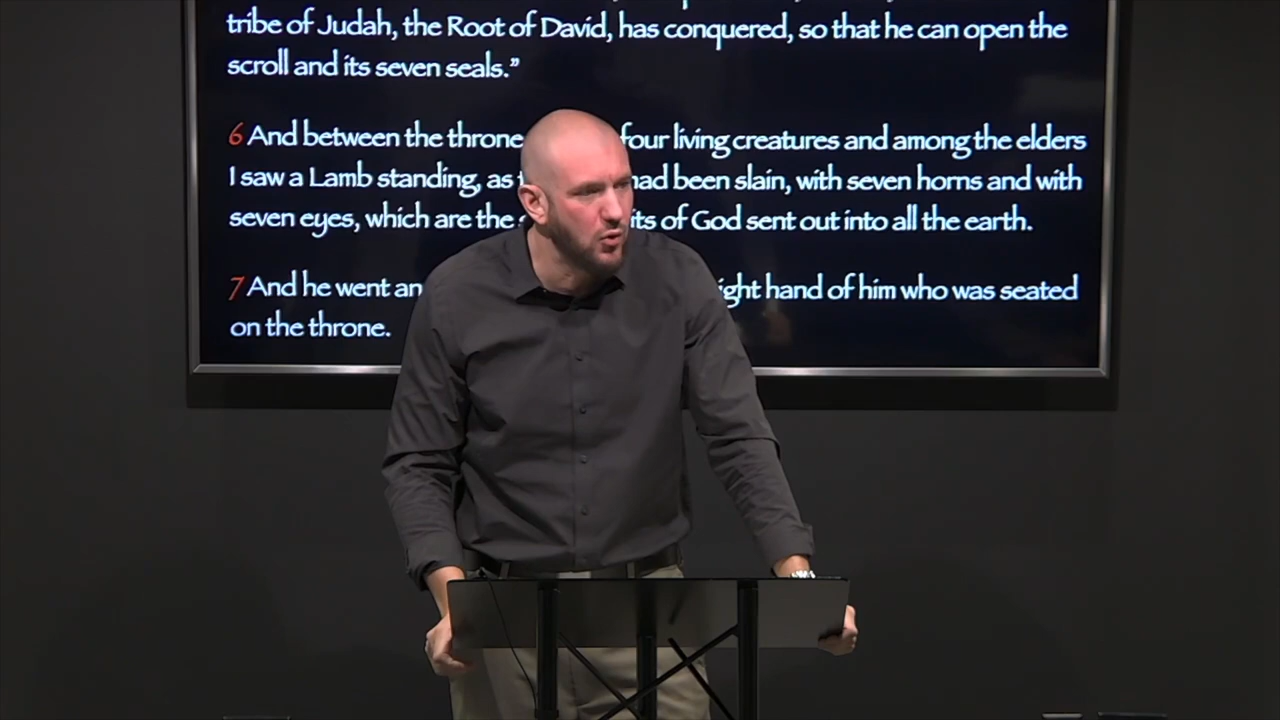 tribe of Judah, the Root of David, has conquered, so that he can open the
scroll and its seven seals.”
6 And between the throne four living creatures and among the elders
I saw a Lamb standing, as had been slain, with seven horns and with
seven eyes, which are the of God sent out into all the earth.
7 And he went hand of him who was seated
on the throne.